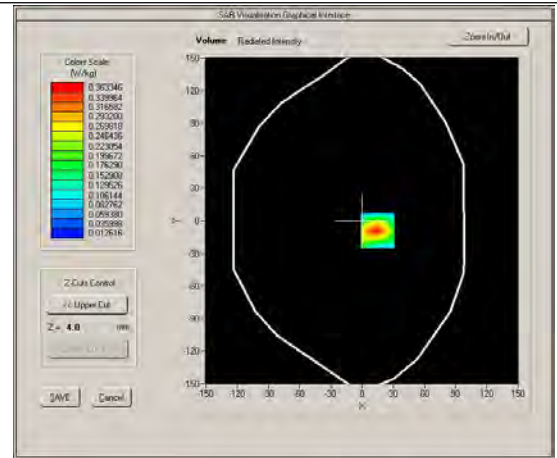 SAR Visualisation Graphical Interface
Volume Radiated Intensity
Zoom In/Out
Colors Scale
(W/kg)
0.363346
0.339964
0.316582
0.293200
0.269818
0.246436
0.223054
0.199672
0.176290
0.152908
0.129526
0.106144
0.082762
0.059380
0.035998
0.012616
150-
120-
90-
60-
30-
0-
-30-
-60-
-90-
-120-
-150-
Y
-150 -120 -90 -60 -30 0 30 60 90 120 150
X
Z-Cuts Control
<< Upper Cut
Z = 4.0 mm
SAVE
Cancel